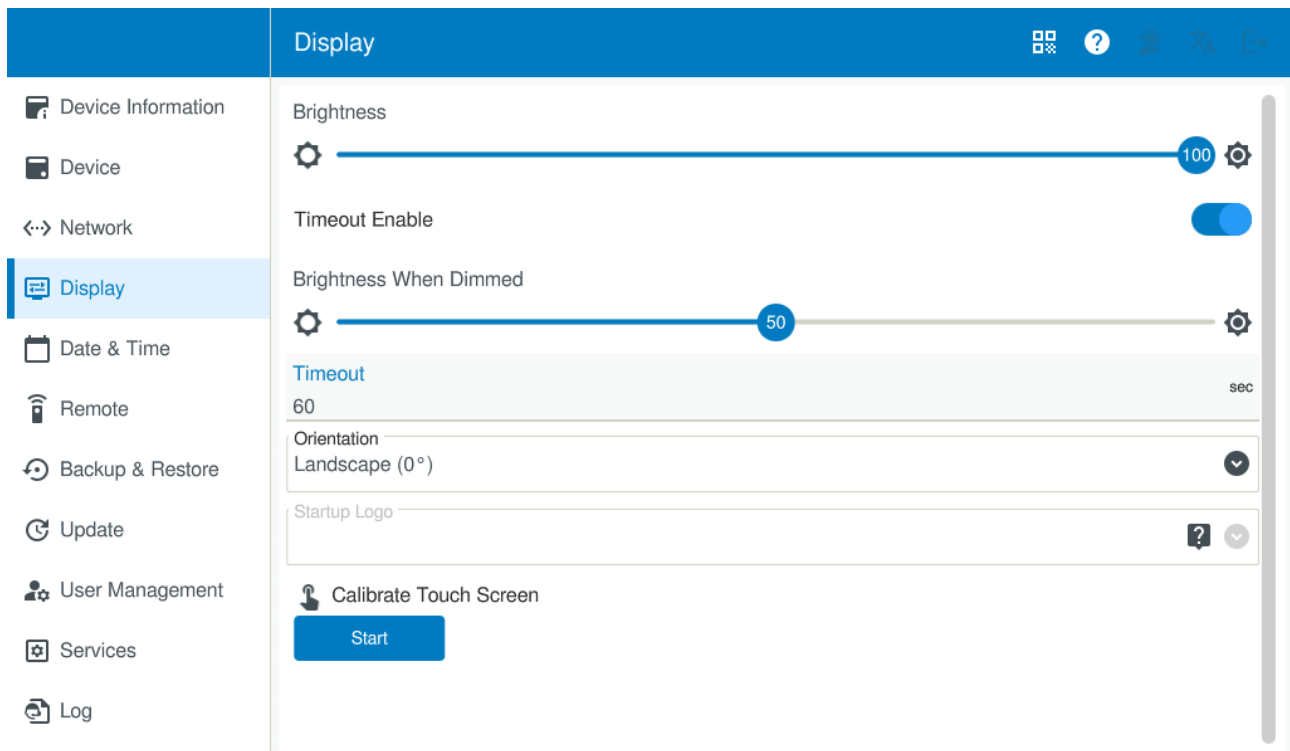 Display
Device Information
Device
Network
Display
Date & Time
Remote
Backup & Restore
Update
User Management
Services
Log
Brightness
100
Timeout Enable
Brightness When Dimmed
50
Timeout
60
sec
Orientation
Landscape (0°)
Startup Logo
Calibrate Touch Screen
Start